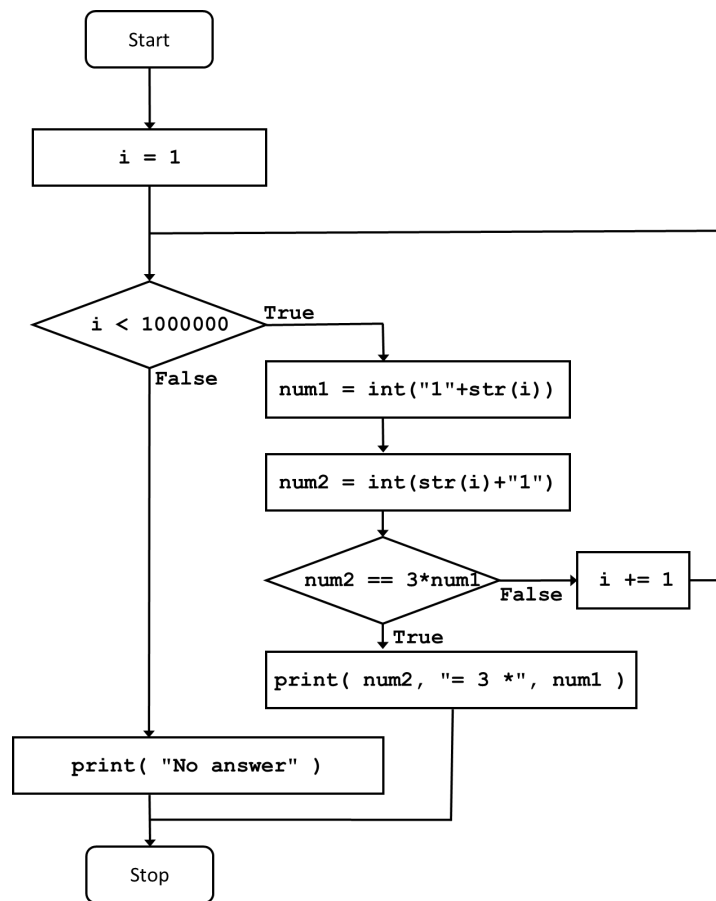 Start
i = 1
i < 1000000
True
False
num1 = int("1"+str(i))
num2 = int(str(i)+"1")
num2 == 3*num1
False
i += 1
True
print( num2, "= 3 *", num1 )
print( "No answer" )
Stop